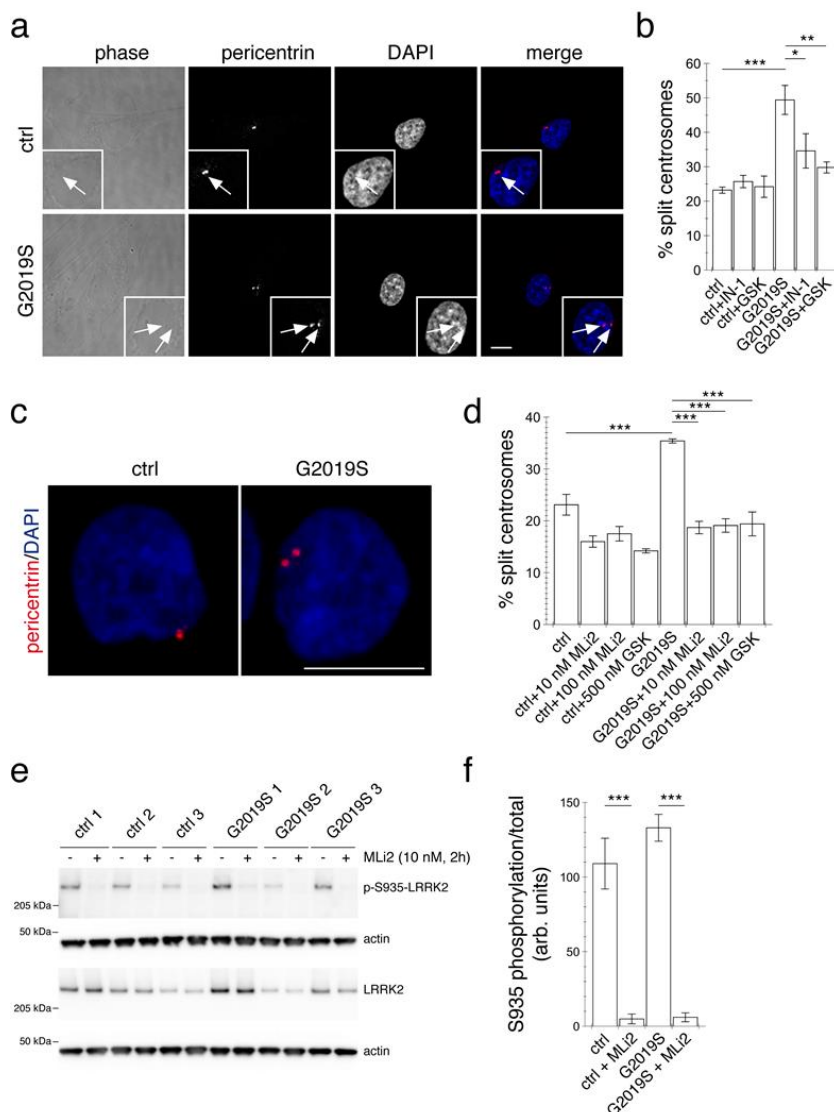 a
phase pericentrin DAPI merge
ctrl
G2019S
b
** 
*
***
% split centrosomes
60
50
40
30
20
10
0
ctrl
ctrl+IN-1
ctrl+GSK
G2019S
G2019S+IN-1
G2019S+GSK
c
ctrl G2019S
pericentrin/DAPI
d
***
***
***
***
% split centrosomes
40
30
20
10
0
ctrl
ctrl+10 nM MLi2
ctrl+100 nM MLi2
ctrl+500 nM GSK
G2019S
G2019S+10 nM MLi2
G2019S+100 nM MLi2
G2019S+500 nM GSK
e
ctrl 1 ctrl 2 ctrl 3 G2019S 1 G2019S 2 G2019S 3
- + - + - + - + - + - + MLi2 (10 nM, 2h)
p-S935-LRRK2
205 kDa
50 kDa
actin
LRRK2
205 kDa
50 kDa
actin
f
*** ***
S935 phosphorylation/total
(arb. units)
150
100
50
0
ctrl
ctrl + MLi2
G2019S
G2019S + MLi2